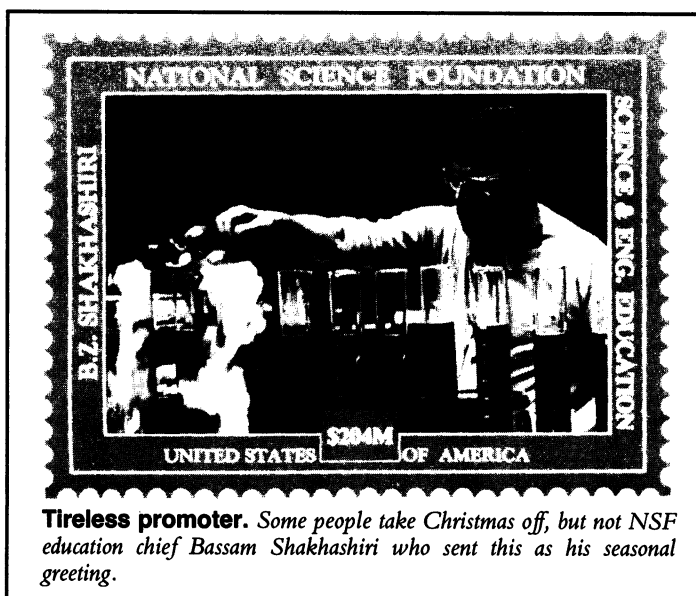 NATIONAL SCIENCE FOUNDATION
B.Z. SHAKHASHIRI
SCIENCE & ENG. EDUCATION
$204M
UNITED STATES OF AMERICA
Tireless promoter. Some people take Christmas off, but not NSF
education chief Bassam Shakhashiri who sent this as his seasonal
greeting.